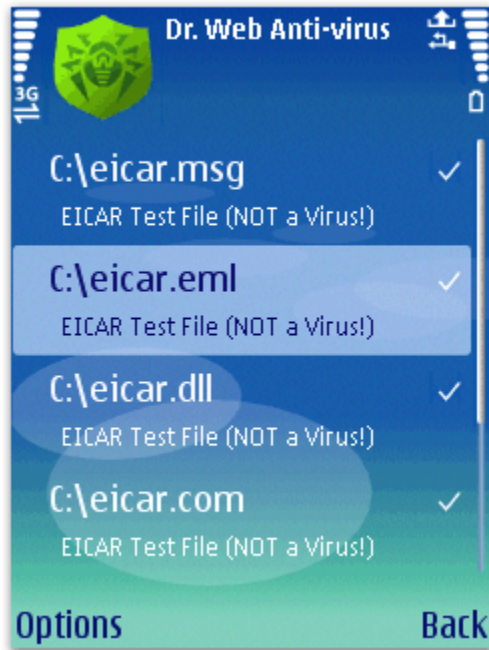 Dr. Web Anti-virus
3G
C:\eicar.msg
EICAR Test File (NOT a Virus!)
C:\eicar.eml
EICAR Test File (NOT a Virus!)
C:\eicar.dll
EICAR Test File (NOT a Virus!)
C:\eicar.com
EICAR Test File (NOT a Virus!)
Options Back